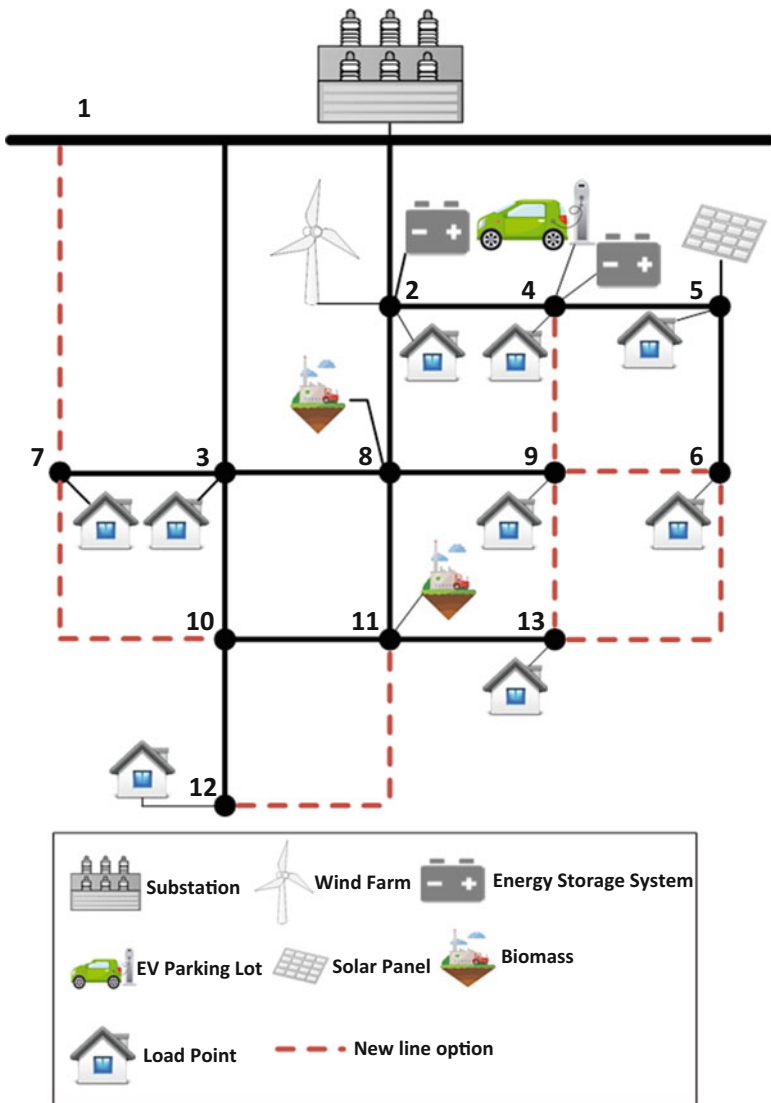 1
2 4 5
7 3 8 9 6
10 11 13
12
Substation Wind Farm Energy Storage System
EV Parking Lot Solar Panel Biomass
Load Point New line option